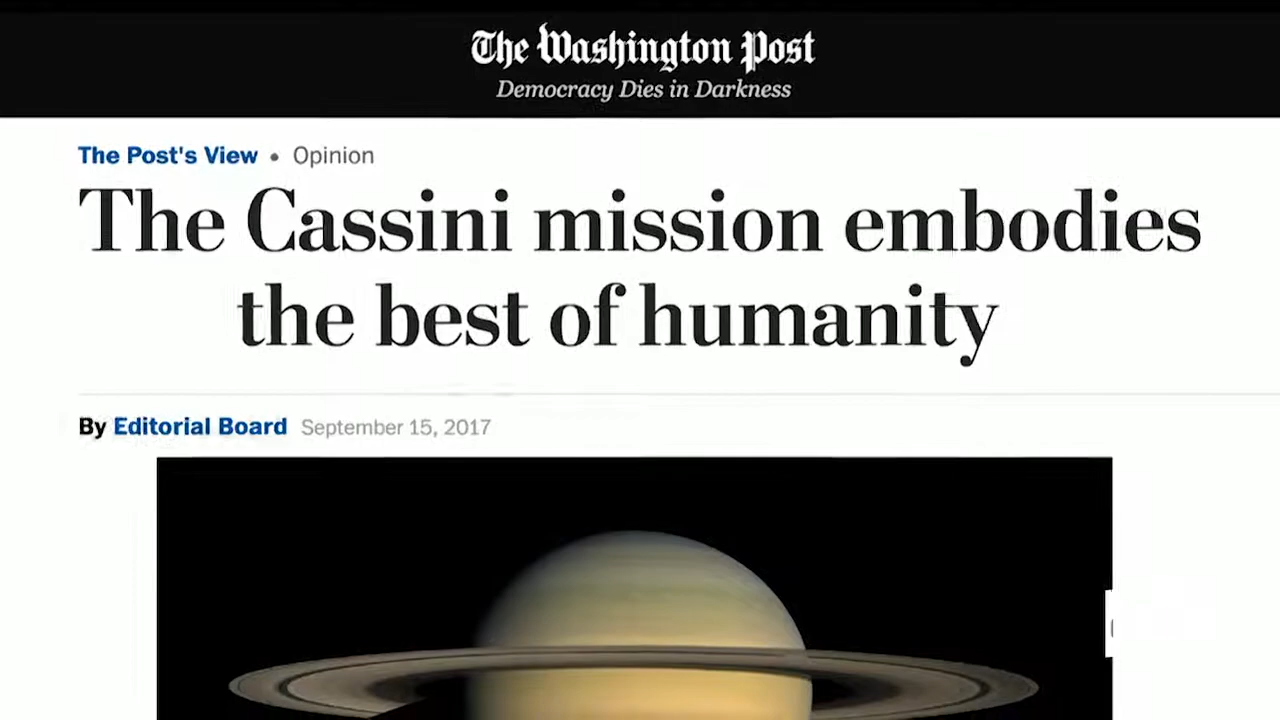 The Washington Post
Democracy Dies in Darkness
The Post's View • Opinion
The Cassini mission embodies
the best of humanity
By Editorial Board September 15, 2017